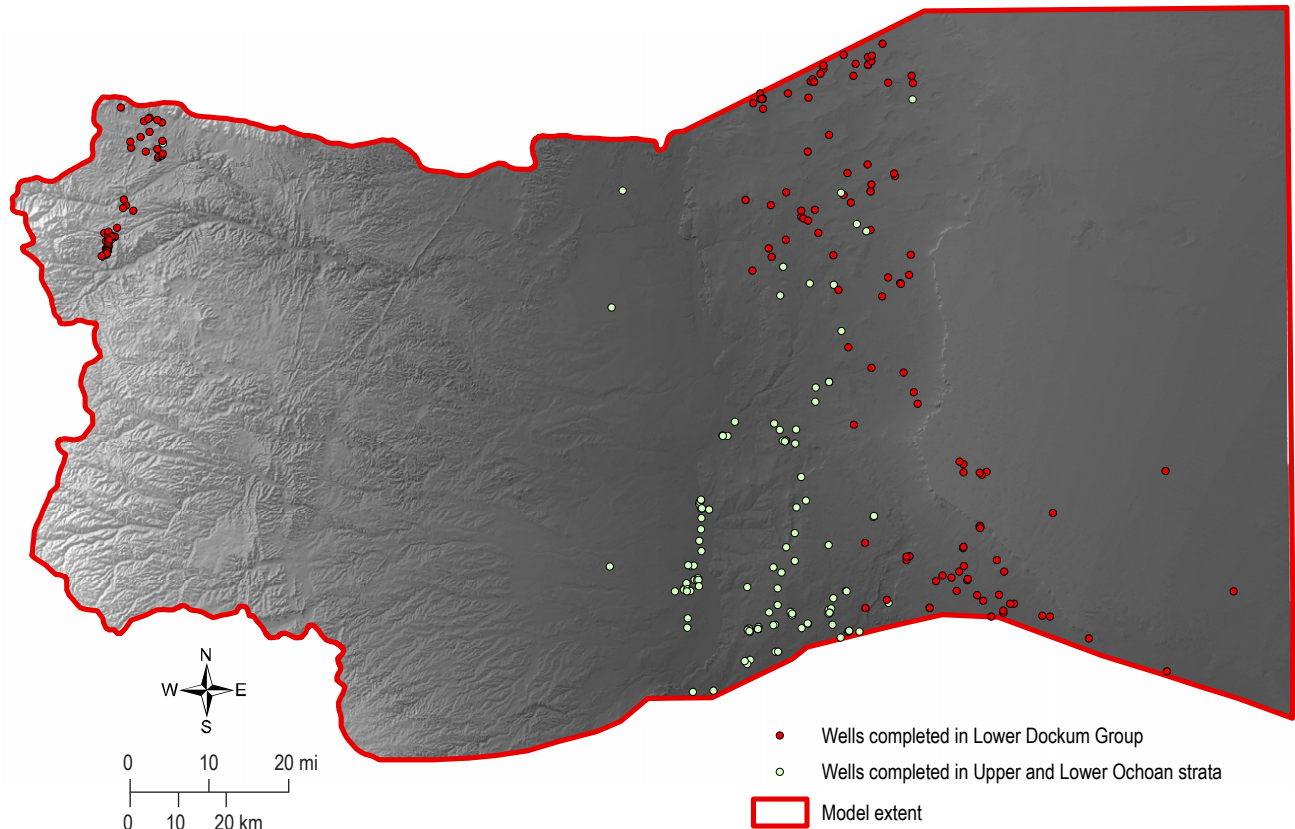 N
W E
S
0 10 20 mi
0 10 20 km
Wells completed in Lower Dockum Group
Wells completed in Upper and Lower Ochoan strata
Model extent